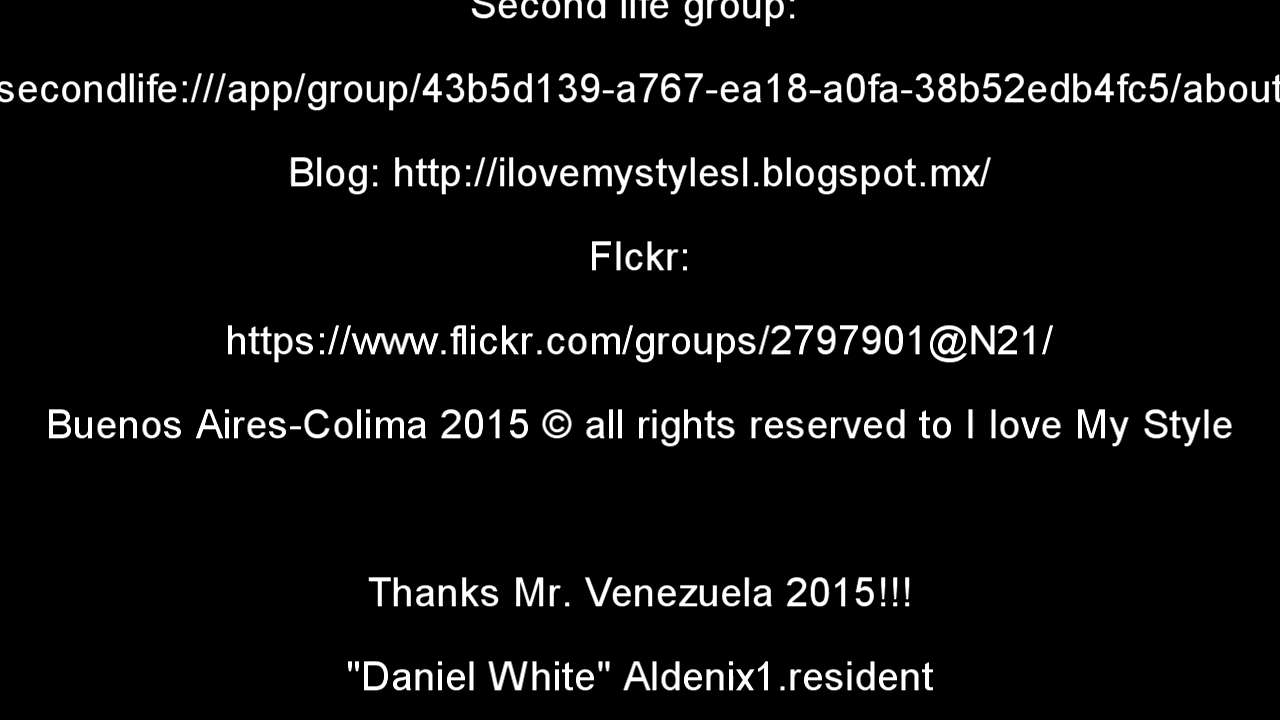 Second life group:
secondlife:///app/group/43b5d139-a767-ea18-a0fa-38b52edb4fc5/about
Blog: http://ilovemystylesl.blogspot.mx/
Flckr:
https://www.flickr.com/groups/2797901@N21/
Buenos Aires-Colima 2015 © all rights reserved to I love My Style
Thanks Mr. Venezuela 2015!!!
"Daniel White" Aldenix1.resident